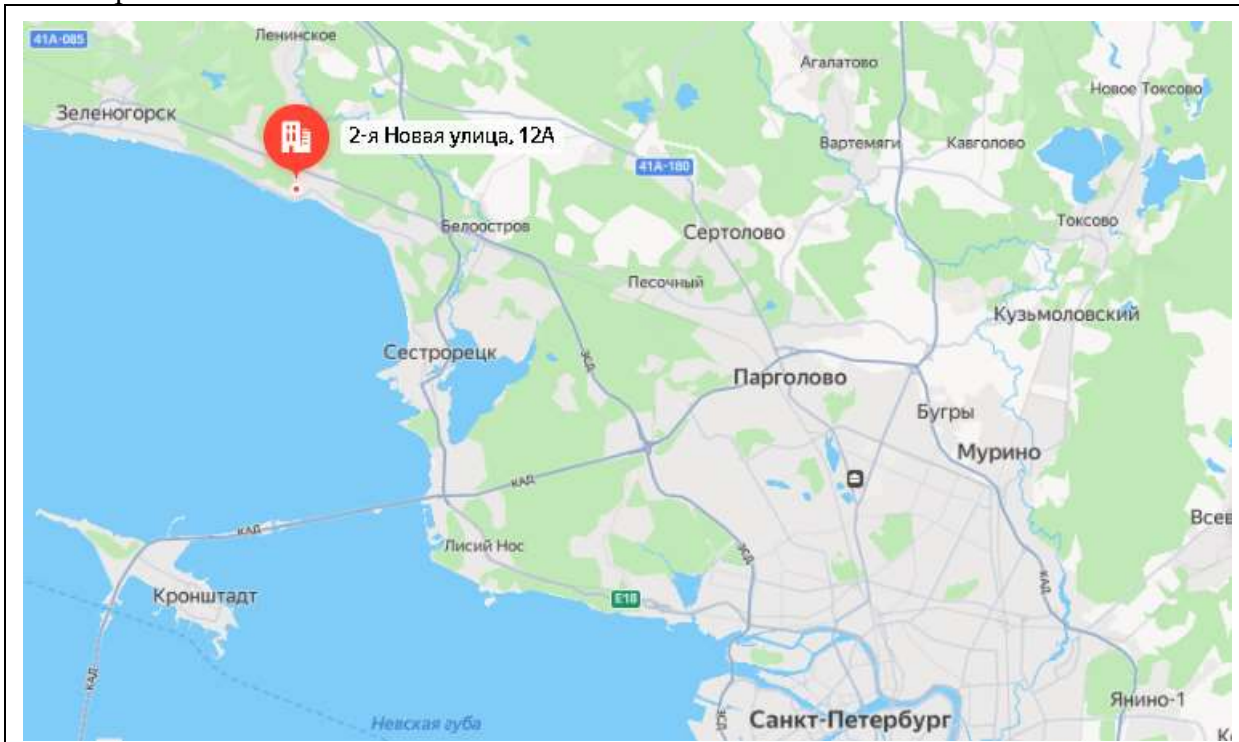 41А-085
Ленинское
Агалатово
Зеленогорск
Новое Токсово
2-я Новая улица, 12А
Вартемяги
Кавголово
41А-180
Белоостров
Сертолово
Токсово
Песочный
Кузьмоловский
Сестрорецк
ЗСД
Парголово
Бугры
Мурино
КАД
КАД
Всев
Лисий Нос
ЗСД
КАД
Кронштадт
Е18
КАД
Янино-1
Невская губа
ЗСД
Санкт-Петербург